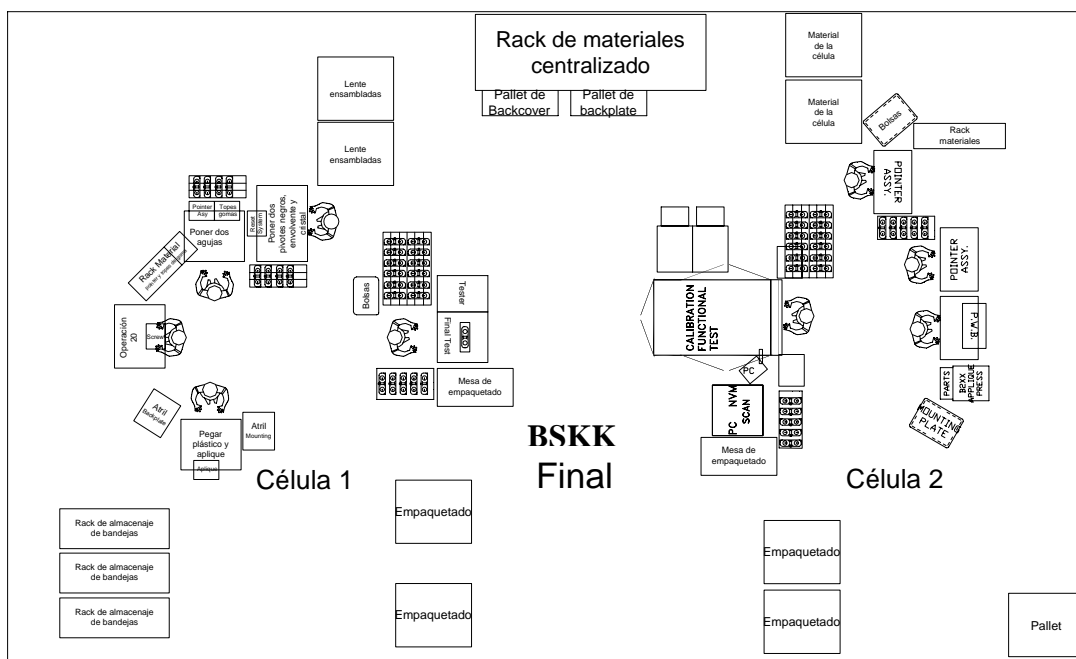 Rack de materiales
centralizado
Pallet de
Backcover
Pallet de
backplate
Material
de la
célula
Material
de la
célula
Bolsas
Rack
materiales
Lente
ensambladas
Lente
ensambladas
Pointer
Asy
Topes
gomas
Poner dos
agujas
Reset
System
Poner dos
pivotes negros,
envolvente y
cristal
Rack Material
Operación
20
Screw
Atril
Backplate
Pegar
plástico y
aplique
Aplique
Atril
Mounting
Célula 1
Bolsas
Tester
Final Test
Mesa de
empaquetado
BSKK
Final
CALIBRATION
FUNCTIONAL
TEST
PC
PC NVM
SCAN
Mesa de
empaquetado
POINTER
ASSY.
POINTER
ASSY.
P.W.B.
PARTS
B2XX
APPLIQUE
PRESS
MOUNTING
PLATE
Célula 2
Rack de almacenaje
de bandejas
Rack de almacenaje
de bandejas
Rack de almacenaje
de bandejas
Empaquetado
Empaquetado
Empaquetado
Empaquetado
Pallet